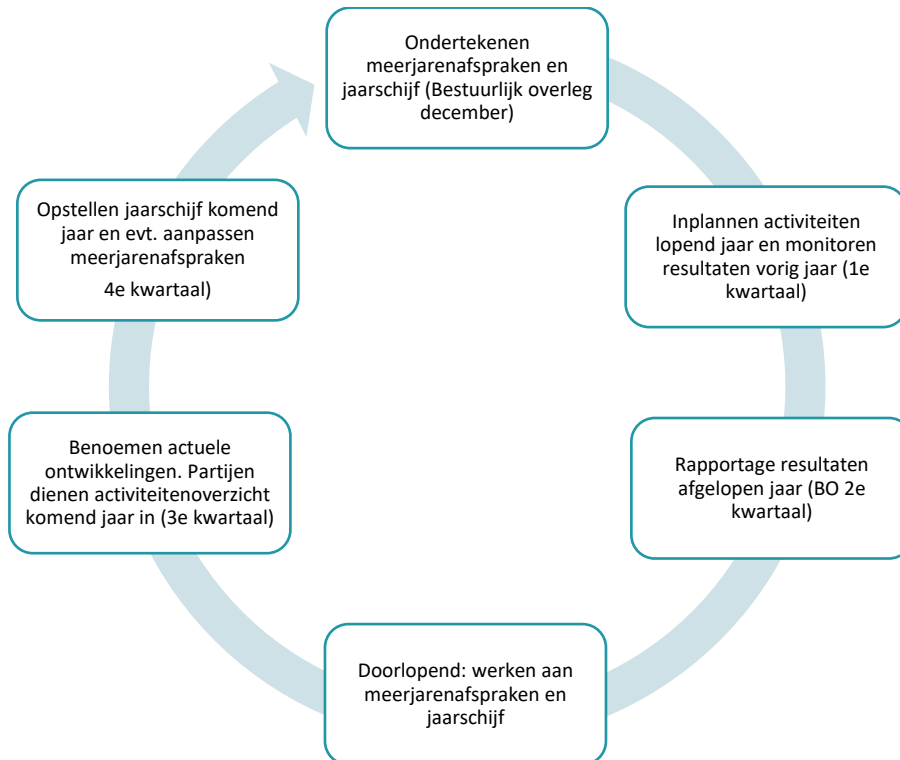 Ondertekenen
meerjarenafspraken en
jaarschijf (Bestuurlijk overleg
december)
Inplannen activiteiten
lopend jaar en monitoren
resultaten vorig jaar (1e
kwartaal)
Rapportage resultaten
afgelopen jaar (BO 2e
kwartaal)
Doorlopend: werken aan
meerjarenafspraken en
jaarschijf
Benoemen actuele
ontwikkelingen. Partijen
dienen activiteitenoverzicht
komend jaar in (3e kwartaal)
Opstellen jaarschijf komend
jaar en evt. aanpassen
meerjarenafspraken
4e kwartaal)